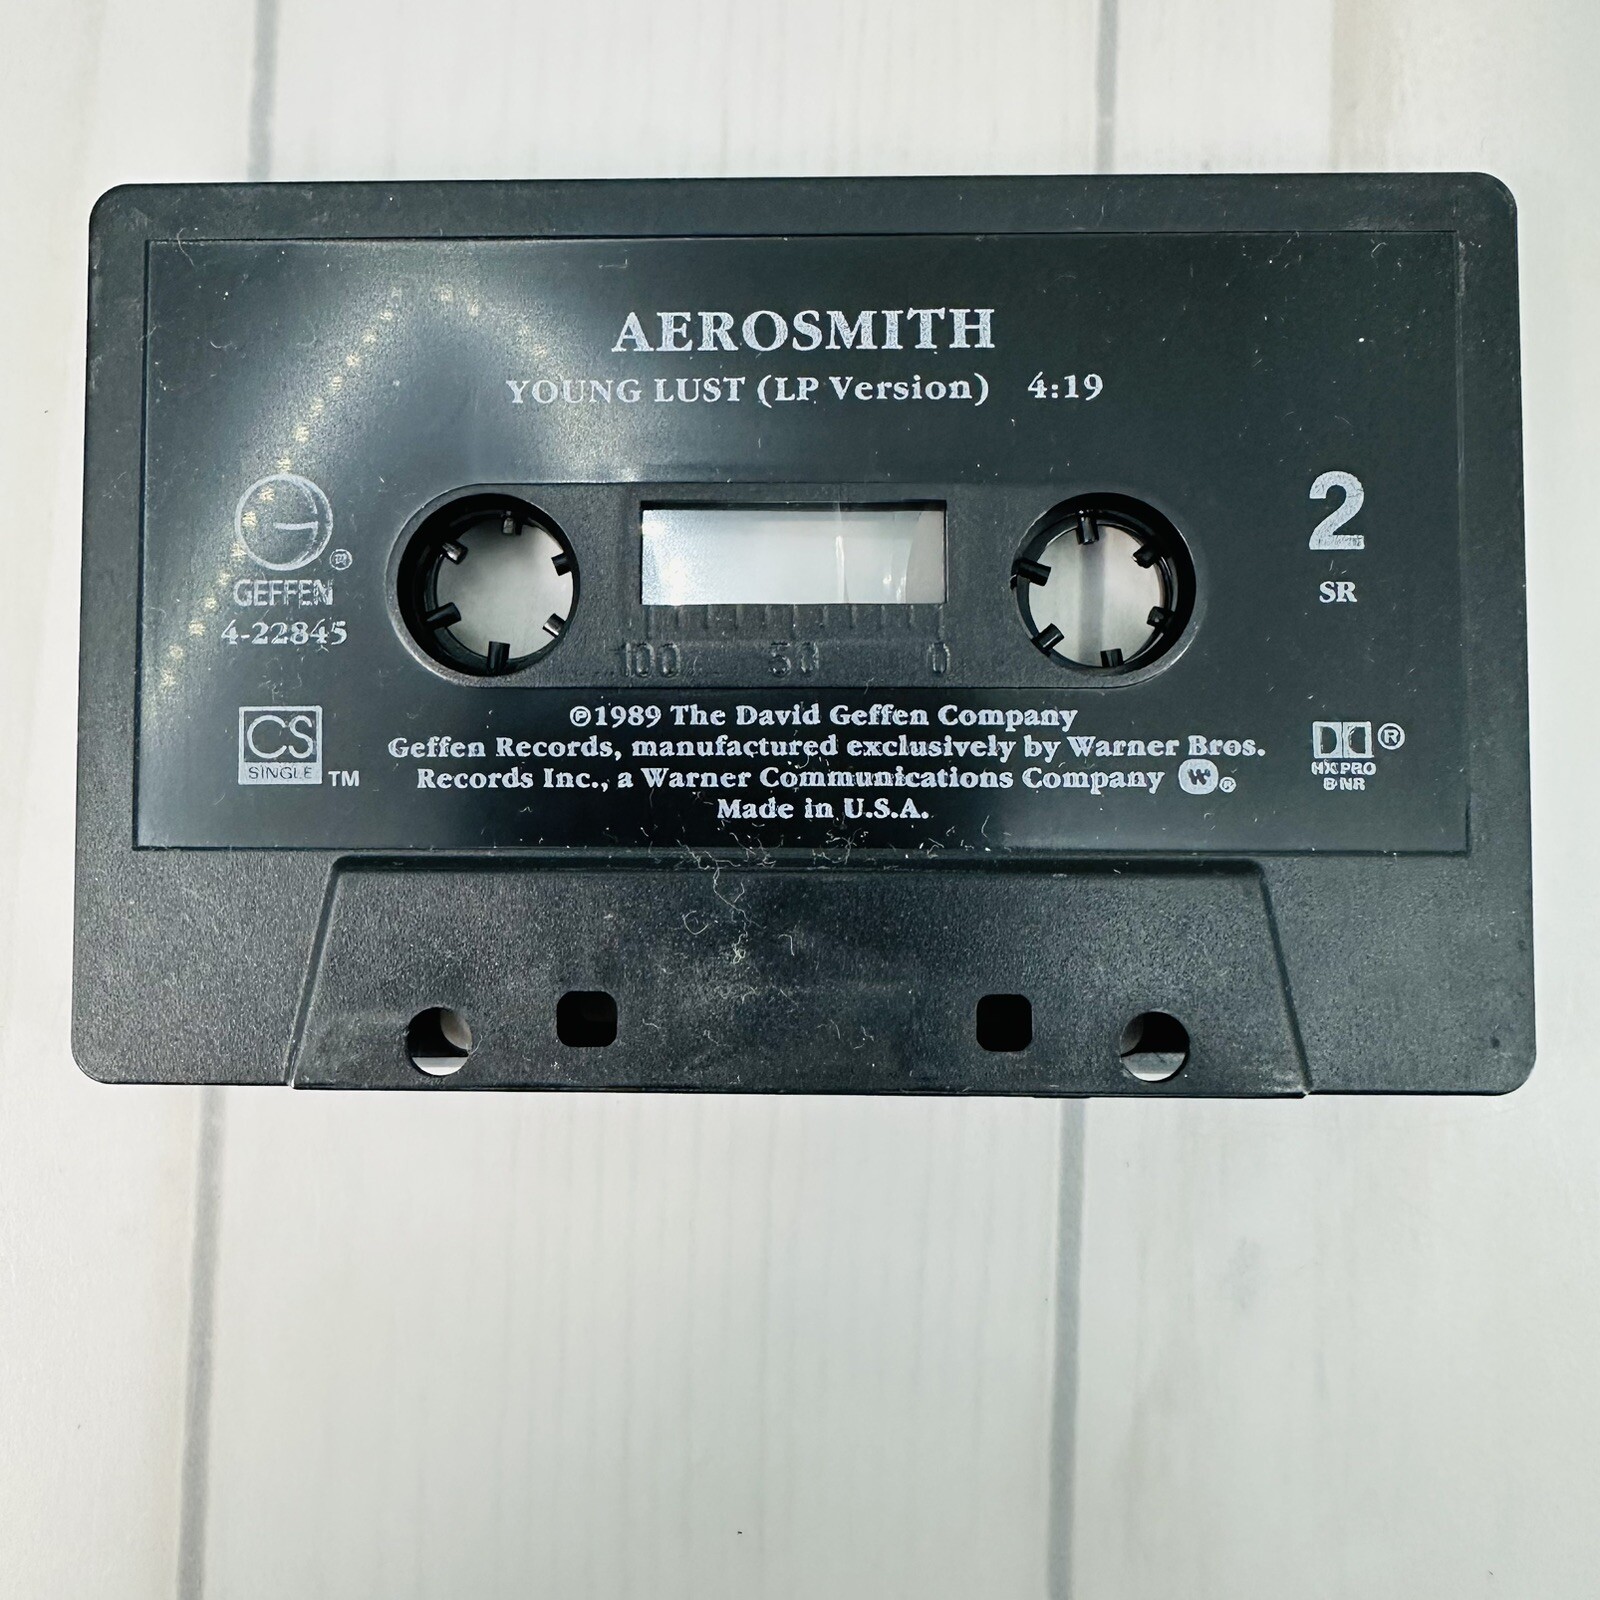 AEROSMITH
YOUNG LUST (LP Version) 4:19
G ®
GEFFEN
4-22845
2
SR
100 50 0
CS
SINGLE TM
℗1989 The David Geffen Company
Geffen Records, manufactured exclusively by Warner Bros.
Records Inc., a Warner Communications Company W ®
Made in U.S.A.
®
HX PRO
B NR